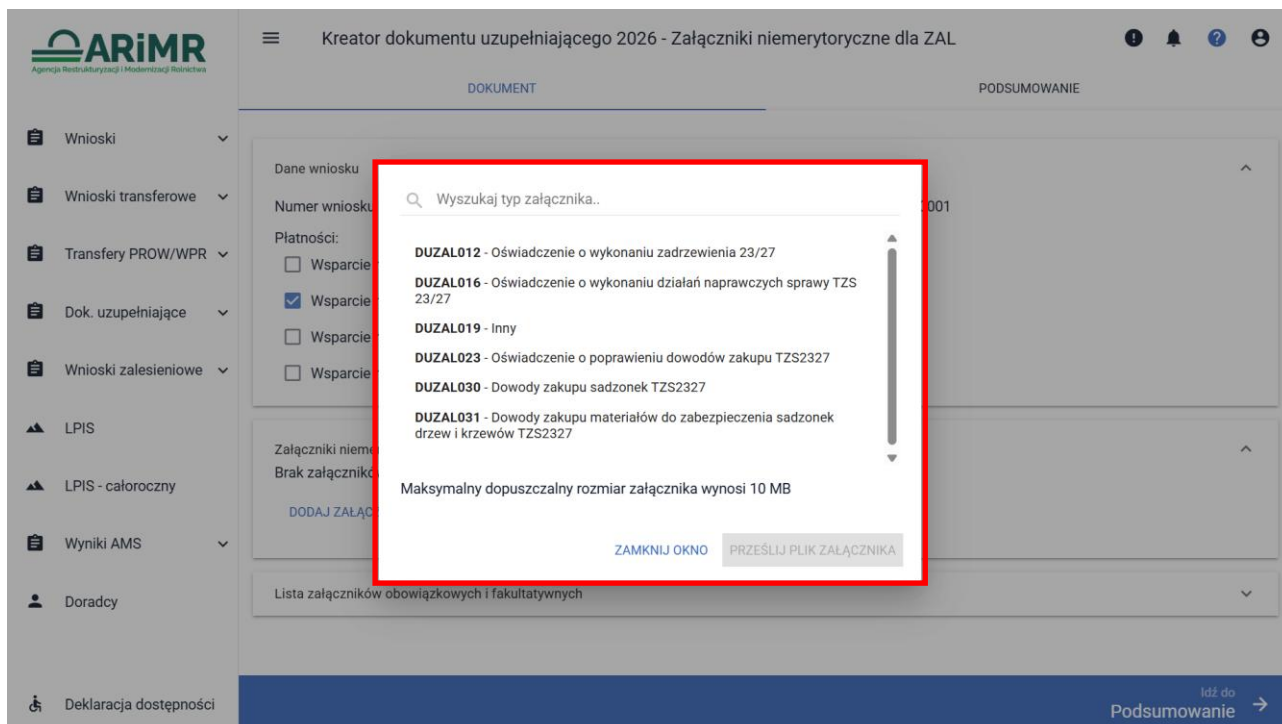 ARiMR
Agencja Restrukturyzacji i Modernizacji Rolnictwa
Kreator dokumentu uzupełniającego 2026 - Załączniki niemerytoryczne dla ZAL
DOKUMENT
PODSUMOWANIE
Wnioski
Wnioski transferowe
Transfery PROW/WPR
Dok. uzupełniające
Wnioski zalesieniowe
LPIS
LPIS - całoroczny
Wyniki AMS
Doradcy
Deklaracja dostępności
Dane wniosku
Numer wniosku
001
Płatności:
Wsparcie
Wsparcie
Wsparcie
Wsparcie
Wyszukaj typ załącznika..
DUZAL012 - Oświadczenie o wykonaniu zadrzewienia 23/27
DUZAL016 - Oświadczenie o wykonaniu działań naprawczych sprawy TZS
23/27
DUZAL019 - Inny
DUZAL023 - Oświadczenie o poprawieniu dowodów zakupu TZS2327
DUZAL030 - Dowody zakupu sadzonek TZS2327
DUZAL031 - Dowody zakupu materiałów do zabezpieczenia sadzonek
drzew i krzewów TZS2327
Maksymalny dopuszczalny rozmiar załącznika wynosi 10 MB
ZAMKNIJ OKNO
PRZEŚLIJ PLIK ZAŁĄCZNIKA
Załączniki
Brak
DODAJ
Lista załączników obowiązkowych i fakultatywnych
Idź do
Podsumowanie